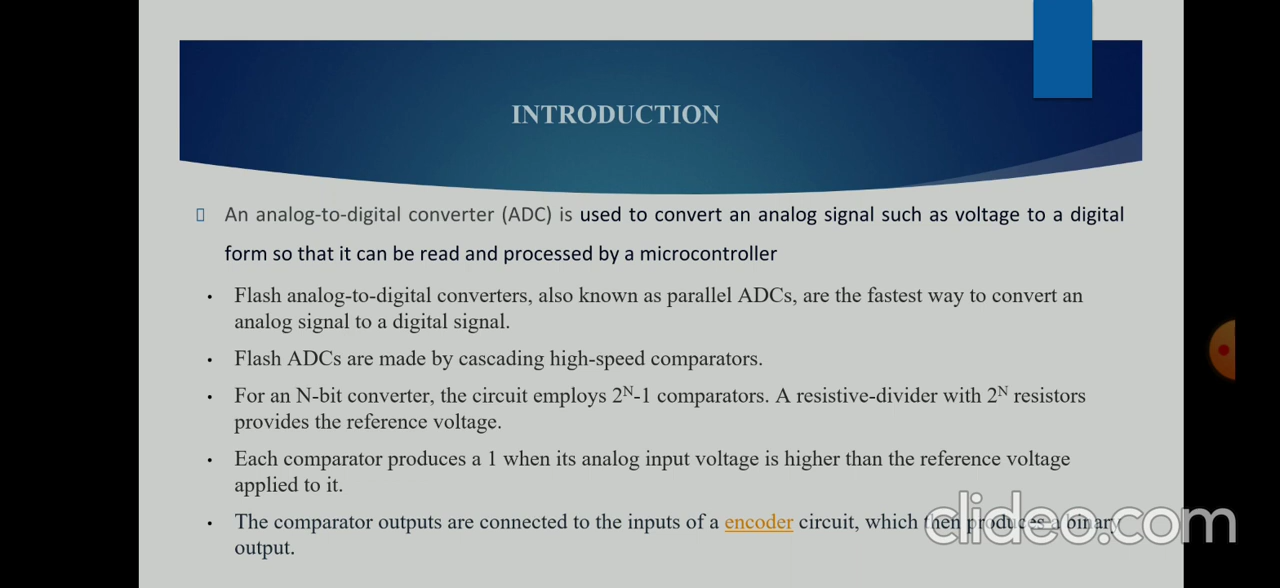 INTRODUCTION
An analog-to-digital converter (ADC) is used to convert an analog signal such as voltage to a digital
form so that it can be read and processed by a microcontroller
• Flash analog-to-digital converters, also known as parallel ADCs, are the fastest way to convert an
analog signal to a digital signal.
• Flash ADCs are made by cascading high-speed comparators.
• For an N-bit converter, the circuit employs 2ᴺ-1 comparators. A resistive-divider with 2ᴺ resistors
provides the reference voltage.
• Each comparator produces a 1 when its analog input voltage is higher than the reference voltage
applied to it.
• The comparator outputs are connected to the inputs of a encoder circuit, which then produces a binary
output.
clideo.com